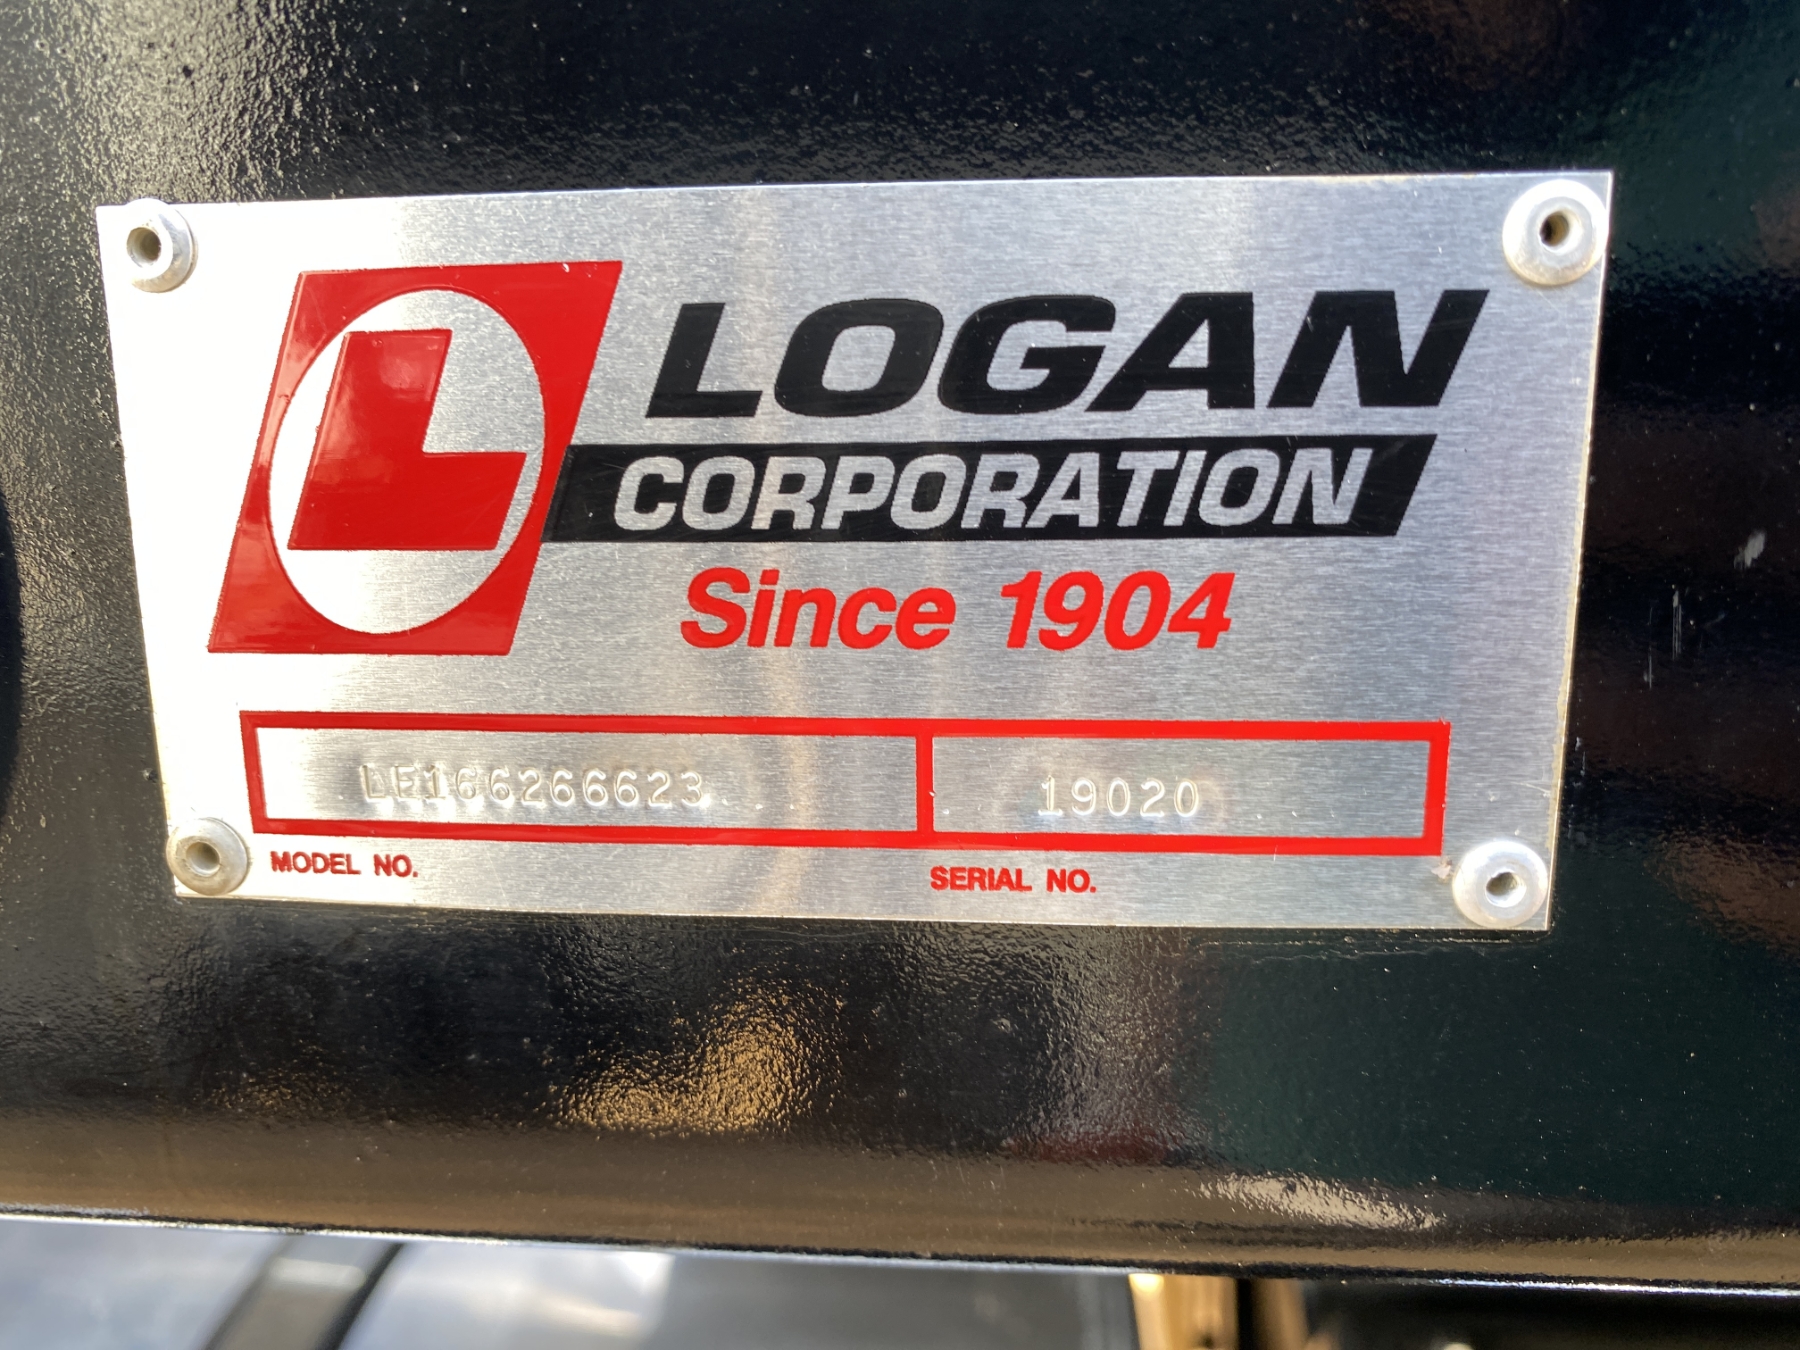 L
LOGAN
CORPORATION
Since 1904
LF166266623
19020
MODEL NO.
SERIAL NO.